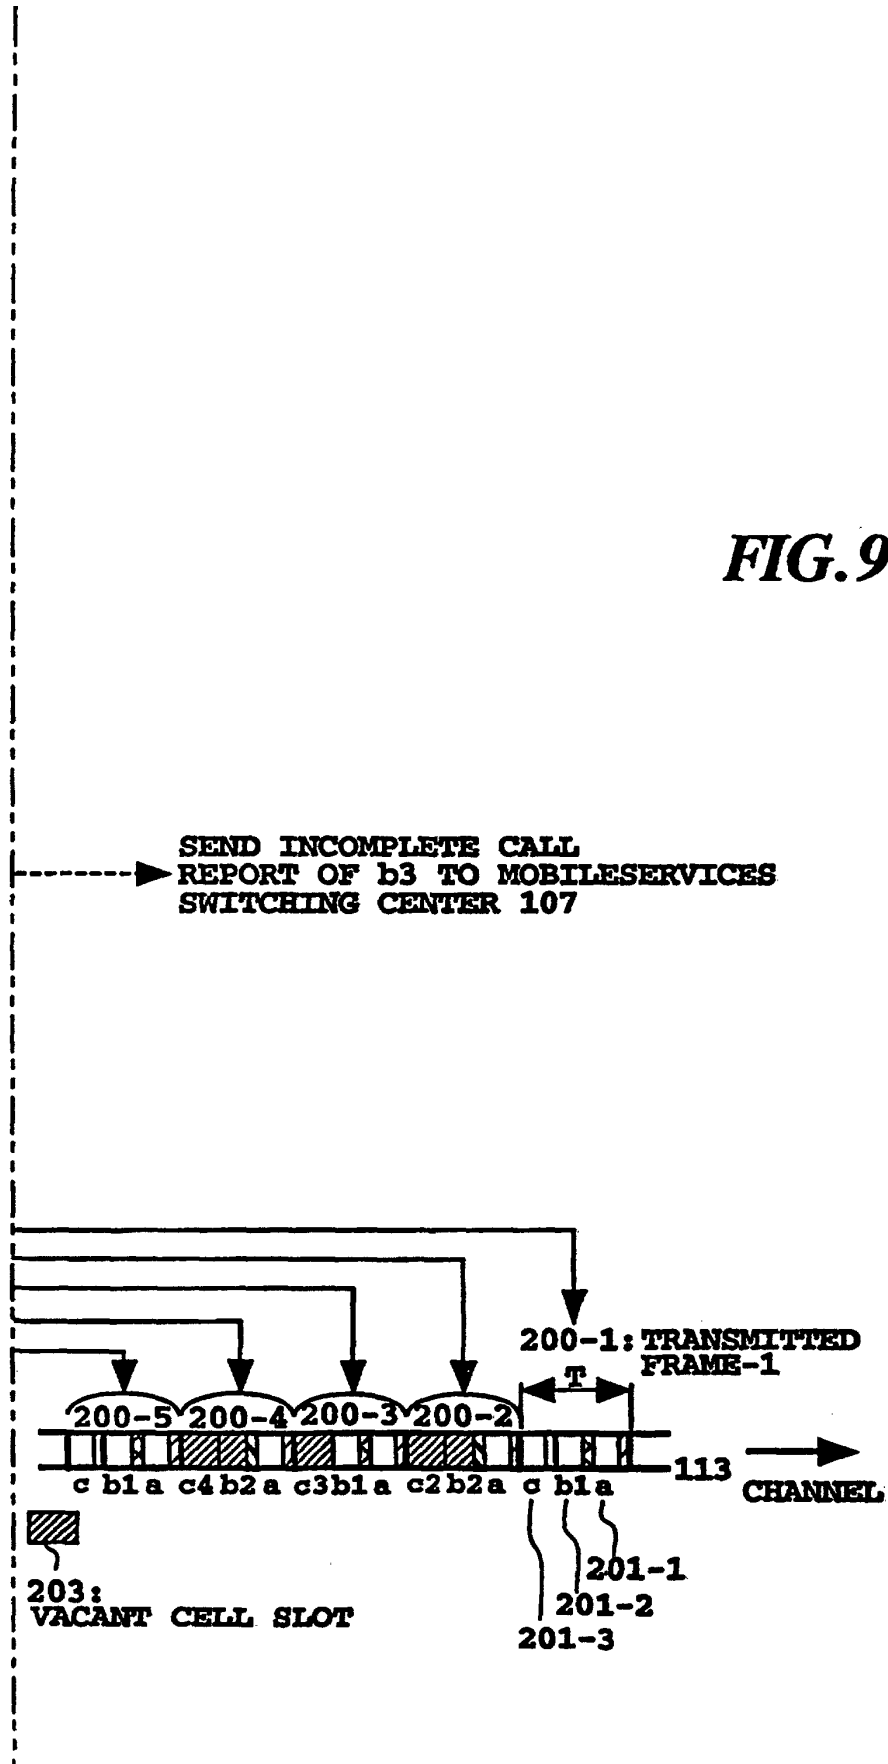 FIG.9
SEND INCOMPLETE CALL
REPORT OF b3 TO MOBILESERVICES
SWITCHING CENTER 107
200-1: TRANSMITTED
FRAME-1
T
200-5 200-4 200-3 200-2
113
c b1 a c4 b2 a c3 b1 a c2 b2 a c b1 a
CHANNEL
201-1
203:
201-2
VACANT CELL SLOT
201-3